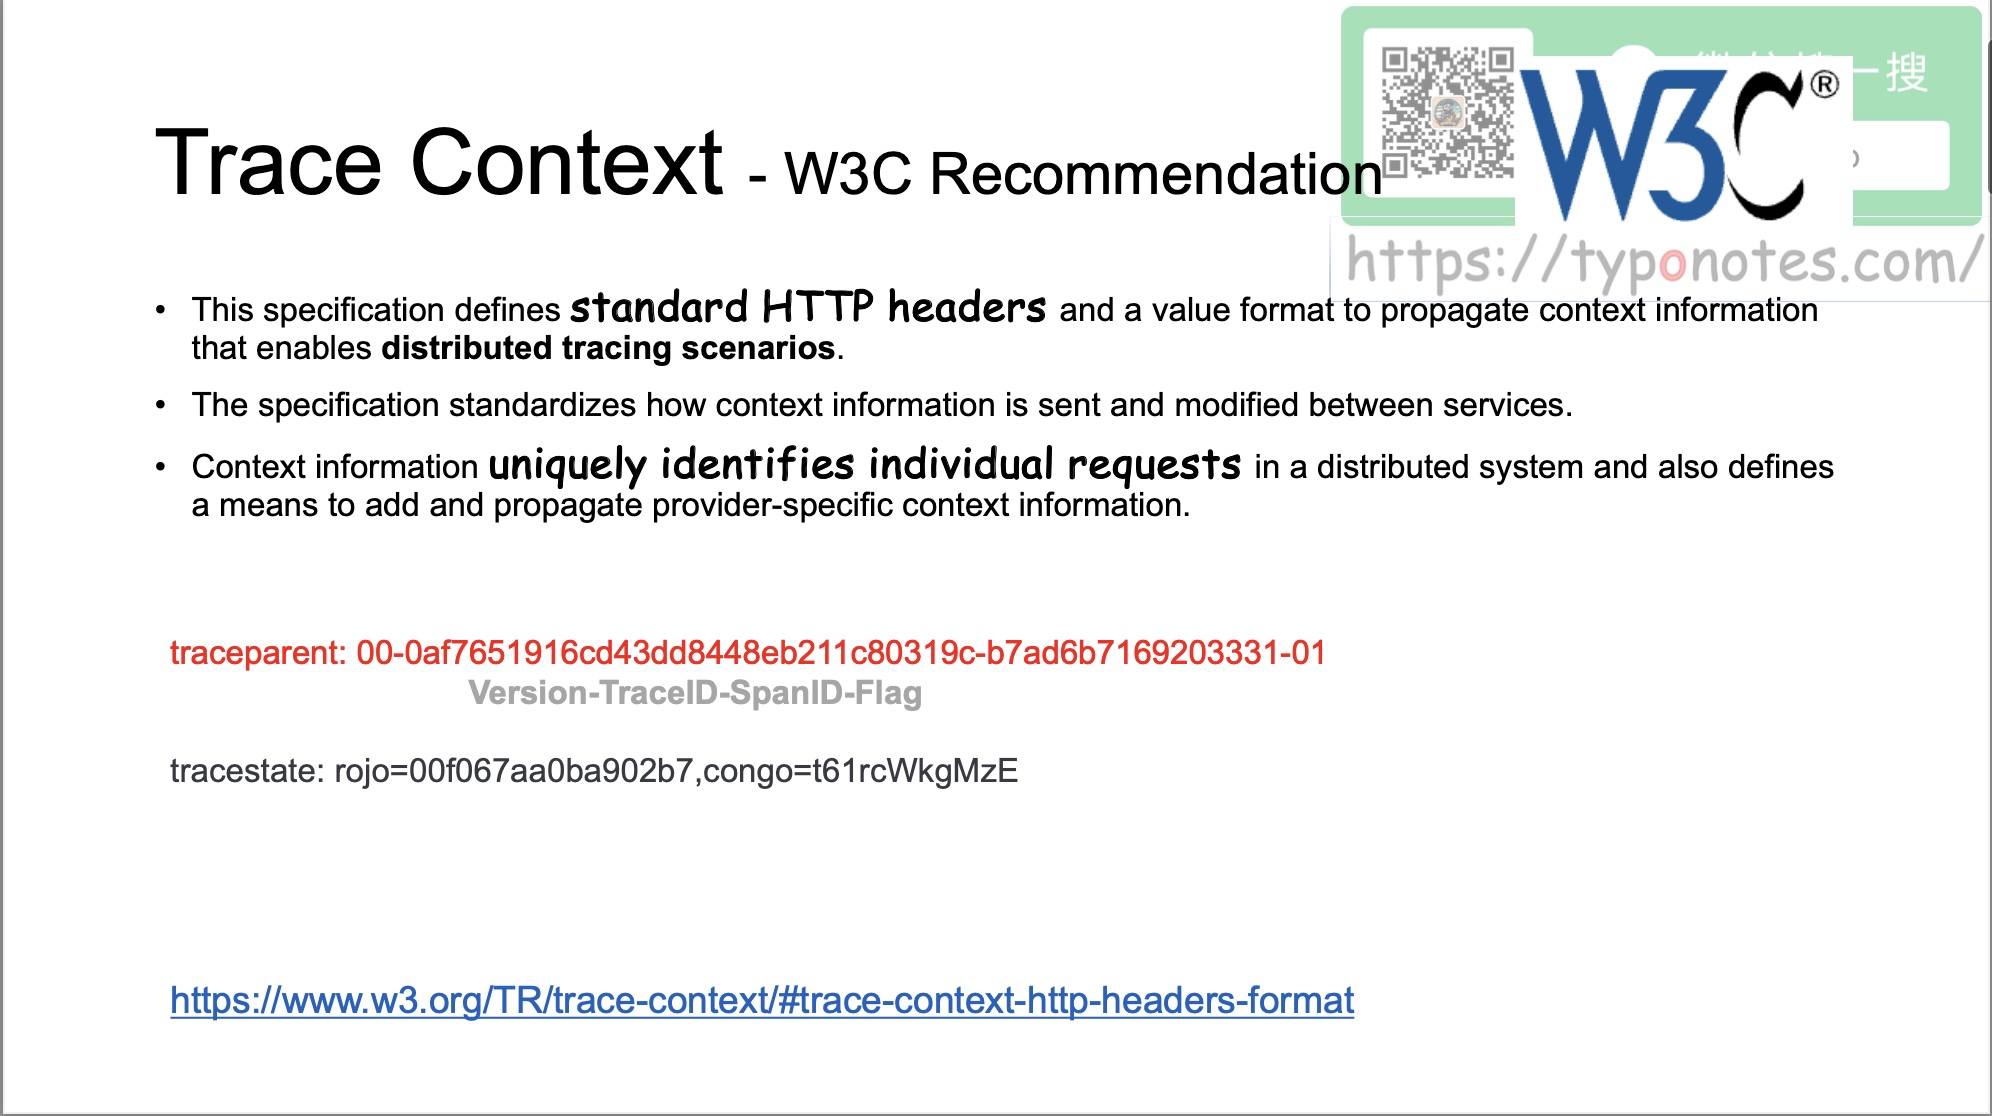 搜
W3C®
Trace Context - W3C Recommendation
https://typonotes.com/
• This specification defines standard HTTP headers and a value format to propagate context information
that enables distributed tracing scenarios.
• The specification standardizes how context information is sent and modified between services.
• Context information uniquely identifies individual requests in a distributed system and also defines
a means to add and propagate provider-specific context information.
traceparent: 00-0af7651916cd43dd8448eb211c80319c-b7ad6b7169203331-01
Version-TraceID-SpanID-Flag
tracestate: rojo=00f067aa0ba902b7,congo=t61rcWkgMzE
https://www.w3.org/TR/trace-context/#trace-context-http-headers-format